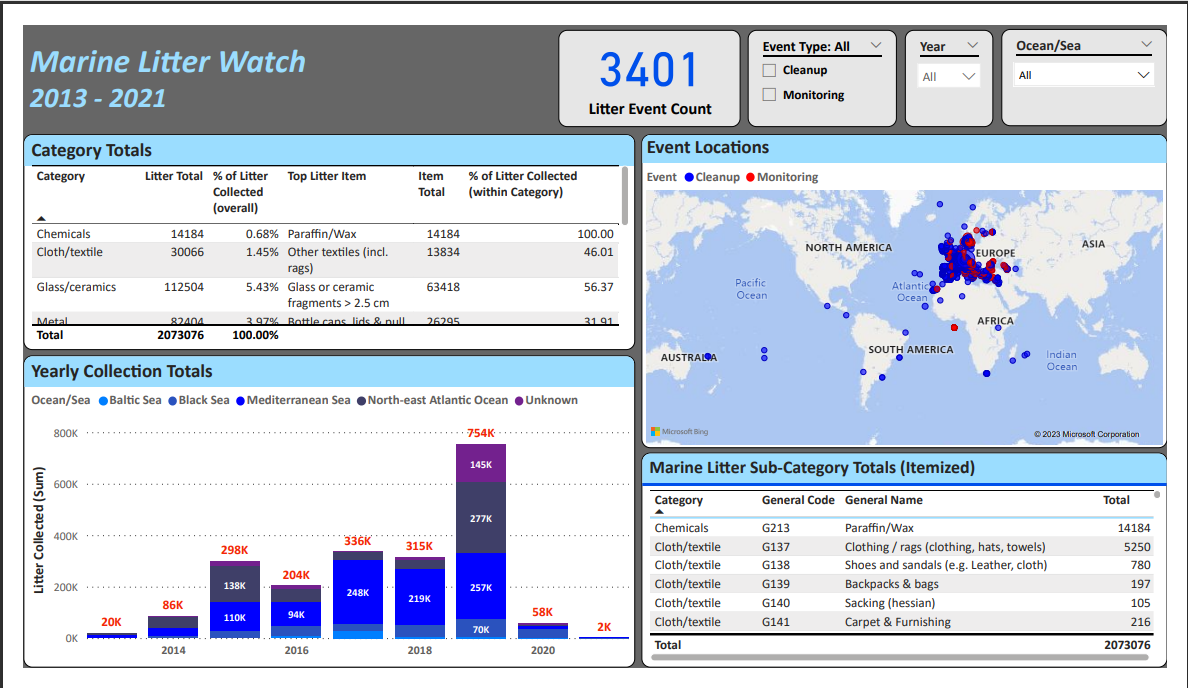 Marine Litter Watch
2013 - 2021
3401
Litter Event Count
Event Type: All
Cleanup
Monitoring
Year
All
Ocean/Sea
All
Category Totals
Category Litter Total % of Litter Collected (overall) Top Litter Item Item Total % of Litter Collected (within Category)
Chemicals 14184 0.68% Paraffin/Wax 14184 100.00
Cloth/textile 30066 1.45% Other textiles (incl. rags) 13834 46.01
Glass/ceramics 112504 5.43% Glass or ceramic fragments > 2.5 cm 63418 56.37
Metal 82404 3.97% Bottle caps, lids & pull 26295 31.91
Total 2073076 100.00%
Event Locations
Event Cleanup Monitoring
NORTH AMERICA
EUROPE
ASIA
Pacific
Ocean
Atlantic
Ocean
AFRICA
SOUTH AMERICA
AUSTRALIA
Indian
Ocean
Microsoft Bing
© 2023 Microsoft Corporation
Yearly Collection Totals
Ocean/Sea Baltic Sea Black Sea Mediterranean Sea North-east Atlantic Ocean Unknown
Litter Collected (Sum)
800K
600K
400K
200K
0K
20K
86K
298K
138K
110K
204K
94K
336K
248K
315K
219K
754K
145K
277K
257K
70K
58K
2K
2014 2016 2018 2020
Marine Litter Sub-Category Totals (Itemized)
Category General Code General Name Total
Chemicals G213 Paraffin/Wax 14184
Cloth/textile G137 Clothing / rags (clothing, hats, towels) 5250
Cloth/textile G138 Shoes and sandals (e.g. Leather, cloth) 780
Cloth/textile G139 Backpacks & bags 197
Cloth/textile G140 Sacking (hessian) 105
Cloth/textile G141 Carpet & Furnishing 216
Total 2073076